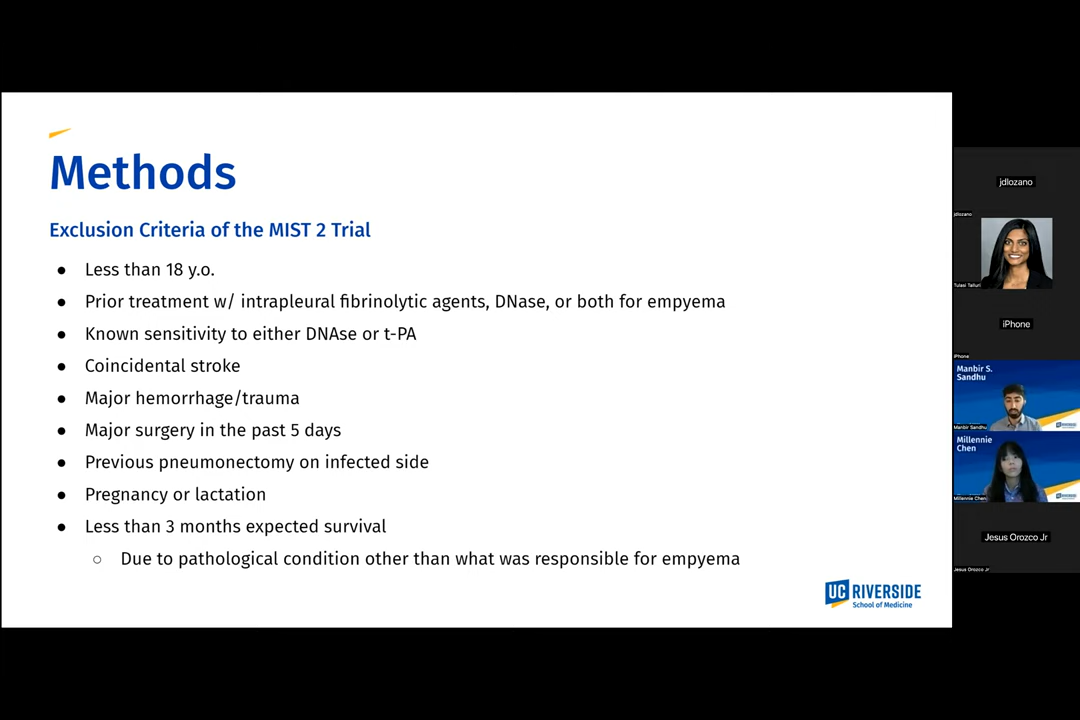 Methods
Exclusion Criteria of the MIST 2 Trial
● Less than 18 y.o.
● Prior treatment w/ intrapleural fibrinolytic agents, DNase, or both for empyema
● Known sensitivity to either DNAse or t-PA
● Coincidental stroke
● Major hemorrhage/trauma
● Major surgery in the past 5 days
● Previous pneumonectomy on infected side
● Pregnancy or lactation
● Less than 3 months expected survival
○ Due to pathological condition other than what was responsible for empyema
UC RIVERSIDE
School of Medicine
jdlozano
jdlozano
Tulasi Talluri
iPhone
iPhone
Manbir S.
Sandhu
Manbir Sandhu
Millennie
Chen
Millennie Chen
Jesus Orozco Jr
Jesus Orozco Jr